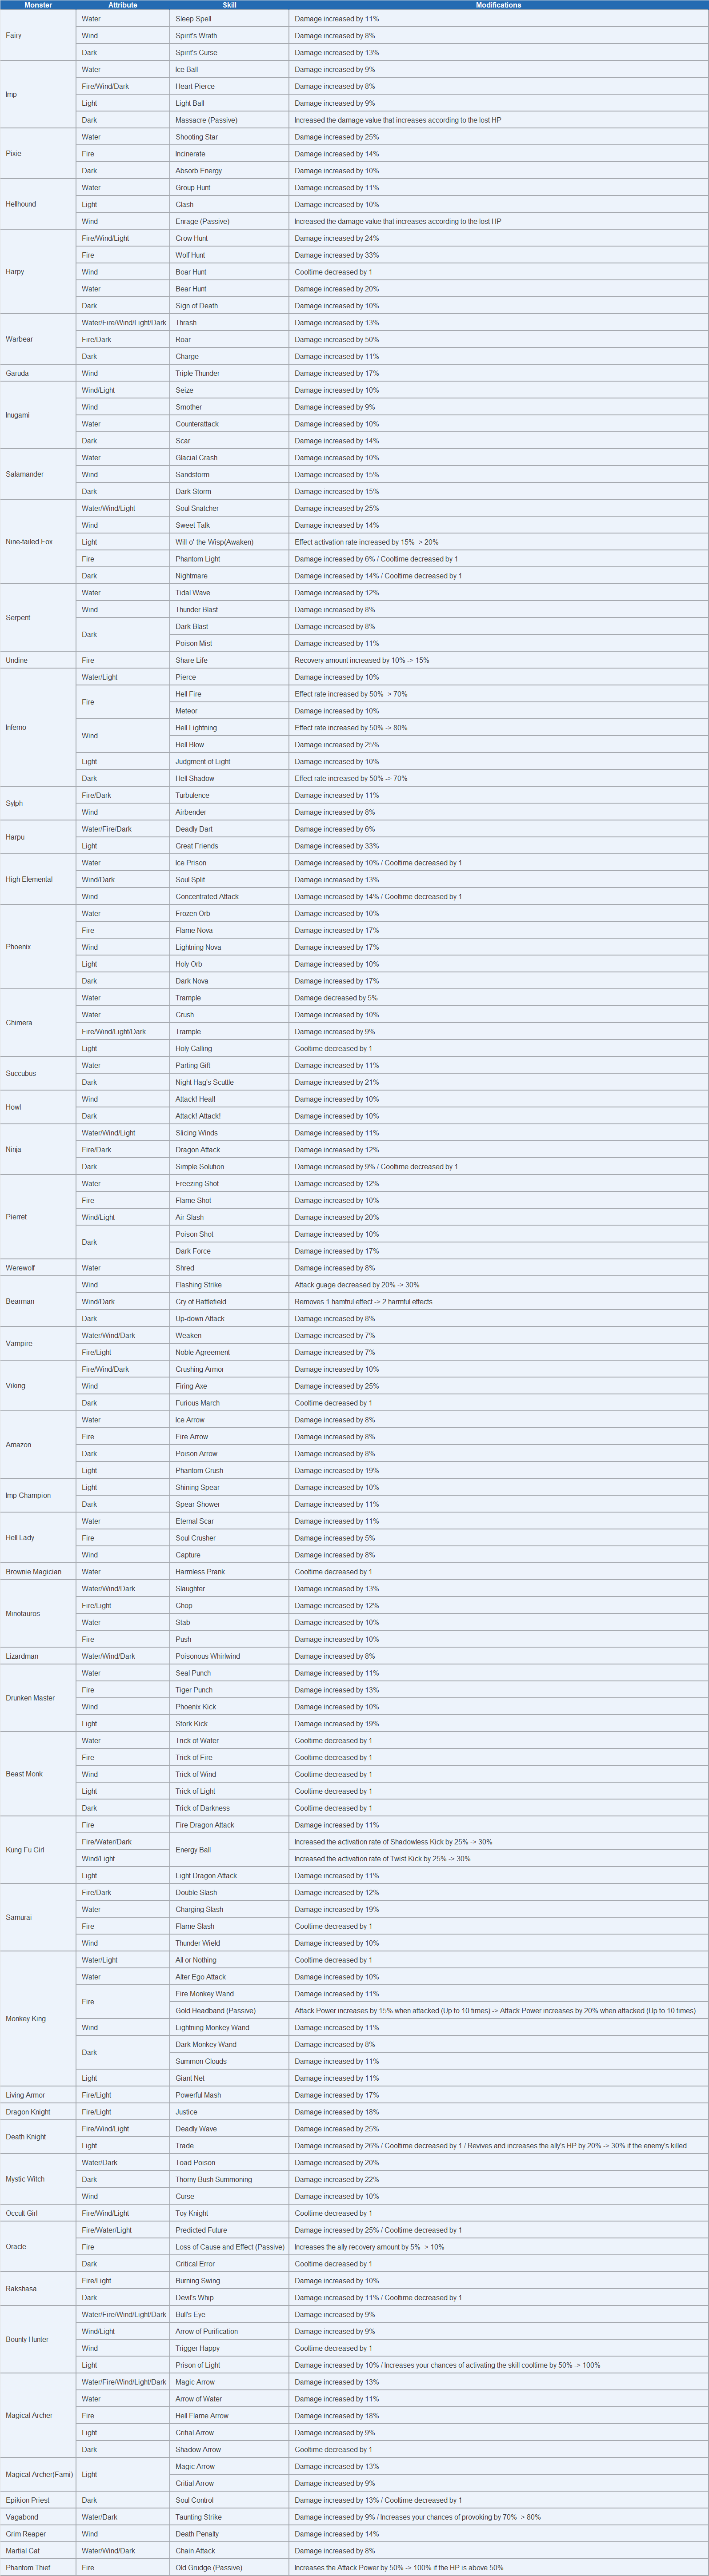 Monster Attribute Skill Modifications
Fairy Water Sleep Spell Damage increased by 11%
Wind Spirit's Wrath Damage increased by 8%
Dark Spirit's Curse Damage increased by 13%
Imp Water Ice Ball Damage increased by 9%
Fire/Wind/Dark Heart Pierce Damage increased by 8%
Light Light Ball Damage increased by 9%
Dark Massacre (Passive) Increased the damage value that increases according to the lost HP
Pixie Water Shooting Star Damage increased by 25%
Fire Incinerate Damage increased by 14%
Dark Absorb Energy Damage increased by 10%
Hellhound Water Group Hunt Damage increased by 11%
Light Clash Damage increased by 10%
Wind Enrage (Passive) Increased the damage value that increases according to the lost HP
Harpy Fire/Wind/Light Crow Hunt Damage increased by 24%
Fire Wolf Hunt Damage increased by 33%
Wind Boar Hunt Cooltime decreased by 1
Water Bear Hunt Damage increased by 20%
Dark Sign of Death Damage increased by 10%
Warbear Water/Fire/Wind/Light/Dark Thrash Damage increased by 13%
Fire/Dark Roar Damage increased by 50%
Dark Charge Damage increased by 11%
Garuda Wind Triple Thunder Damage increased by 17%
Inugami Wind/Light Seize Damage increased by 10%
Wind Smother Damage increased by 9%
Water Counterattack Damage increased by 10%
Dark Scar Damage increased by 14%
Salamander Water Glacial Crash Damage increased by 10%
Wind Sandstorm Damage increased by 15%
Dark Dark Storm Damage increased by 15%
Nine-tailed Fox Water/Wind/Light Soul Snatcher Damage increased by 25%
Wind Sweet Talk Damage increased by 14%
Light Will-o'-the-Wisp(Awaken) Effect activation rate increased by 15% -> 20%
Fire Phantom Light Damage increased by 6% / Cooltime decreased by 1
Dark Nightmare Damage increased by 14% / Cooltime decreased by 1
Serpent Water Tidal Wave Damage increased by 12%
Wind Thunder Blast Damage increased by 8%
Dark Dark Blast Damage increased by 8%
Poison Mist Damage increased by 11%
Undine Fire Share Life Recovery amount increased by 10% -> 15%
Inferno Water/Light Pierce Damage increased by 10%
Fire Hell Fire Effect rate increased by 50% -> 70%
Meteor Damage increased by 10%
Wind Hell Lightning Effect rate increased by 50% -> 80%
Hell Blow Damage increased by 25%
Light Judgment of Light Damage increased by 10%
Dark Hell Shadow Effect rate increased by 50% -> 70%
Sylph Fire/Dark Turbulence Damage increased by 11%
Wind Airbender Damage increased by 8%
Harpu Water/Fire/Dark Deadly Dart Damage increased by 6%
Light Great Friends Damage increased by 33%
High Elemental Water Ice Prison Damage increased by 10% / Cooltime decreased by 1
Wind/Dark Soul Split Damage increased by 13%
Wind Concentrated Attack Damage increased by 14% / Cooltime decreased by 1
Phoenix Water Frozen Orb Damage increased by 10%
Fire Flame Nova Damage increased by 17%
Wind Lightning Nova Damage increased by 17%
Light Holy Orb Damage increased by 10%
Dark Dark Nova Damage increased by 17%
Chimera Water Trample Damage decreased by 5%
Water Crush Damage increased by 10%
Fire/Wind/Light/Dark Trample Damage increased by 9%
Light Holy Calling Cooltime decreased by 1
Succubus Water Parting Gift Damage increased by 11%
Dark Night Hag's Scuttle Damage increased by 21%
Howl Wind Attack! Heal! Damage increased by 10%
Dark Attack! Attack! Damage increased by 10%
Ninja Water/Wind/Light Slicing Winds Damage increased by 11%
Fire/Dark Dragon Attack Damage increased by 12%
Dark Simple Solution Damage increased by 9% / Cooltime decreased by 1
Pierret Water Freezing Shot Damage increased by 12%
Fire Flame Shot Damage increased by 10%
Wind/Light Air Slash Damage increased by 20%
Dark Poison Shot Damage increased by 10%
Dark Force Damage increased by 17%
Werewolf Water Shred Damage increased by 8%
Bearman Wind Flashing Strike Attack guage decreased by 20% -> 30%
Wind/Dark Cry of Battlefield Removes 1 hamful effect -> 2 harmful effects
Dark Up-down Attack Damage increased by 8%
Vampire Water/Wind/Dark Weaken Damage increased by 7%
Fire/Light Noble Agreement Damage increased by 7%
Viking Fire/Wind/Dark Crushing Armor Damage increased by 10%
Wind Firing Axe Damage increased by 25%
Dark Furious March Cooltime decreased by 1
Amazon Water Ice Arrow Damage increased by 8%
Fire Fire Arrow Damage increased by 8%
Dark Poison Arrow Damage increased by 8%
Light Phantom Crush Damage increased by 19%
Imp Champion Light Shining Spear Damage increased by 10%
Dark Spear Shower Damage increased by 11%
Hell Lady Water Eternal Scar Damage increased by 11%
Fire Soul Crusher Damage increased by 5%
Wind Capture Damage increased by 8%
Brownie Magician Water Harmless Prank Cooltime decreased by 1
Minotauros Water/Wind/Dark Slaughter Damage increased by 13%
Fire/Light Chop Damage increased by 12%
Water Stab Damage increased by 10%
Fire Push Damage increased by 10%
Lizardman Water/Wind/Dark Poisonous Whirlwind Damage increased by 8%
Drunken Master Water Seal Punch Damage increased by 11%
Fire Tiger Punch Damage increased by 13%
Wind Phoenix Kick Damage increased by 10%
Light Stork Kick Damage increased by 19%
Beast Monk Water Trick of Water Cooltime decreased by 1
Fire Trick of Fire Cooltime decreased by 1
Wind Trick of Wind Cooltime decreased by 1
Light Trick of Light Cooltime decreased by 1
Dark Trick of Darkness Cooltime decreased by 1
Kung Fu Girl Fire Fire Dragon Attack Damage increased by 11%
Fire/Water/Dark Energy Ball Increased the activation rate of Shadowless Kick by 25% -> 30%
Wind/Light Increased the activation rate of Twist Kick by 25% -> 30%
Light Light Dragon Attack Damage increased by 11%
Samurai Fire/Dark Double Slash Damage increased by 12%
Water Charging Slash Damage increased by 19%
Fire Flame Slash Cooltime decreased by 1
Wind Thunder Wield Damage increased by 10%
Monkey King Water/Light All or Nothing Cooltime decreased by 1
Water Alter Ego Attack Damage increased by 10%
Fire Fire Monkey Wand Damage increased by 11%
Gold Headband (Passive) Attack Power increases by 15% when attacked (Up to 10 times) -> Attack Power increases by 20% when attacked (Up to 10 times)
Wind Lightning Monkey Wand Damage increased by 11%
Dark Dark Monkey Wand Damage increased by 8%
Summon Clouds Damage increased by 11%
Light Giant Net Damage increased by 11%
Living Armor Fire/Light Powerful Mash Damage increased by 17%
Dragon Knight Fire/Light Justice Damage increased by 18%
Death Knight Fire/Wind/Light Deadly Wave Damage increased by 25%
Light Trade Damage increased by 26% / Cooltime decreased by 1 / Revives and increases the ally's HP by 20% -> 30% if the enemy's killed
Mystic Witch Water/Dark Toad Poison Damage increased by 20%
Dark Thorny Bush Summoning Damage increased by 22%
Wind Curse Damage increased by 10%
Occult Girl Fire/Wind/Light Toy Knight Cooltime decreased by 1
Oracle Fire/Water/Light Predicted Future Damage increased by 25% / Cooltime decreased by 1
Fire Loss of Cause and Effect (Passive) Increases the ally recovery amount by 5% -> 10%
Dark Critical Error Cooltime decreased by 1
Rakshasa Fire/Light Burning Swing Damage increased by 10%
Dark Devil's Whip Damage increased by 11% / Cooltime decreased by 1
Bounty Hunter Water/Fire/Wind/Light/Dark Bull's Eye Damage increased by 9%
Wind/Light Arrow of Purification Damage increased by 9%
Wind Trigger Happy Cooltime decreased by 1
Light Prison of Light Damage increased by 10% / Increases your chances of activating the skill cooltime by 50% -> 100%
Magical Archer Water/Fire/Wind/Light/Dark Magic Arrow Damage increased by 13%
Water Arrow of Water Damage increased by 11%
Fire Hell Flame Arrow Damage increased by 18%
Light Critial Arrow Damage increased by 9%
Dark Shadow Arrow Cooltime decreased by 1
Magical Archer(Fami) Light Magic Arrow Damage increased by 13%
Critial Arrow Damage increased by 9%
Epikion Priest Dark Soul Control Damage increased by 13% / Cooltime decreased by 1
Vagabond Water/Dark Taunting Strike Damage increased by 9% / Increases your chances of provoking by 70% -> 80%
Grim Reaper Wind Death Penalty Damage increased by 14%
Martial Cat Water/Wind/Dark Chain Attack Damage increased by 8%
Phantom Thief Fire Old Grudge (Passive) Increases the Attack Power by 50% -> 100% if the HP is above 50%